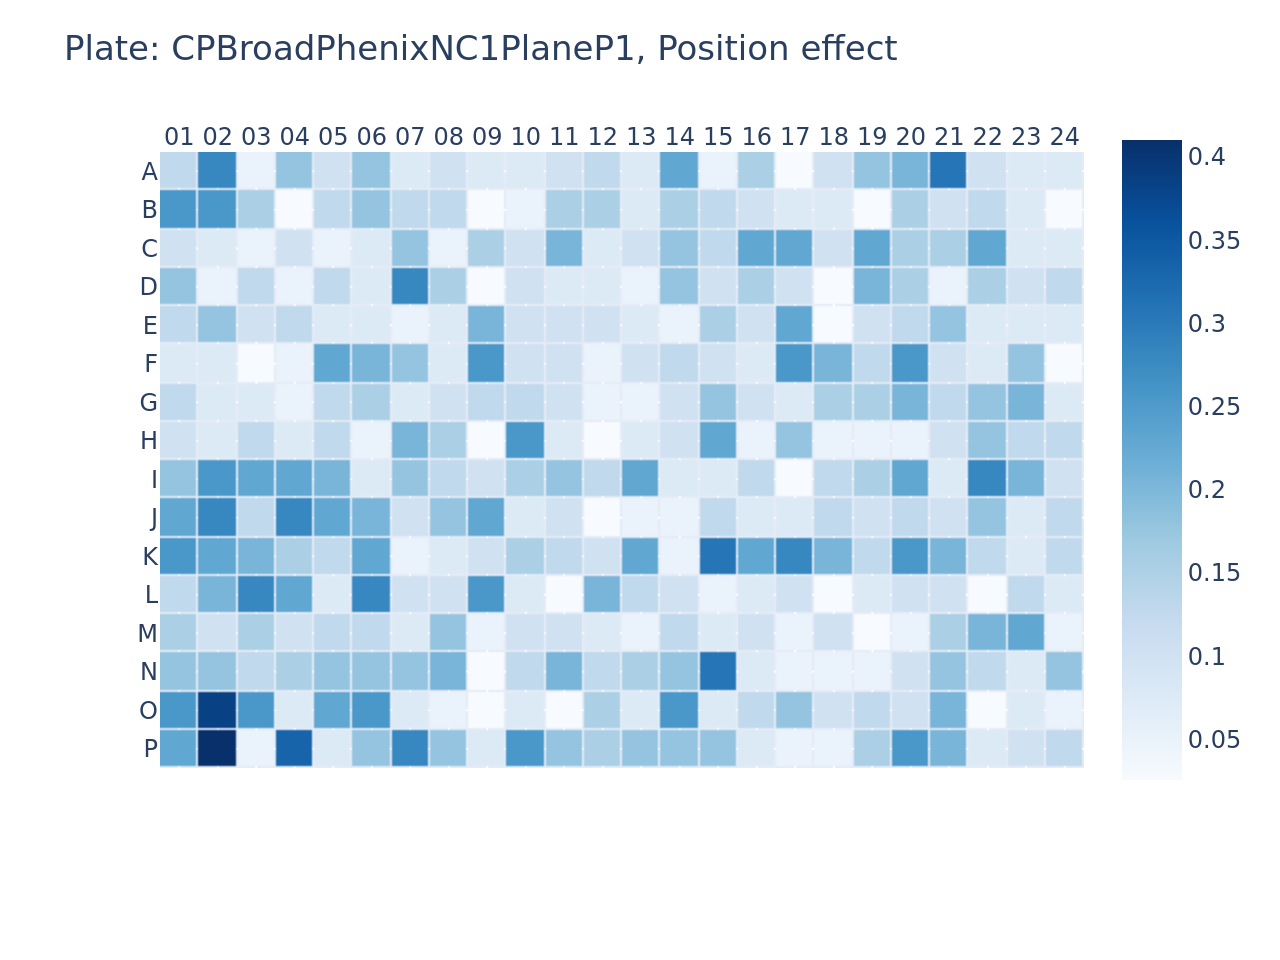 Plate: CPBroadPhenixNC1PlaneP1, Position effect
01 02 03 04 05 06 07 08 09 10 11 12 13 14 15 16 17 18 19 20 21 22 23 24
A
B
C
D
E
F
G
H
I
J
K
L
M
N
O
P
0.4
0.35
0.3
0.25
0.2
0.15
0.1
0.05